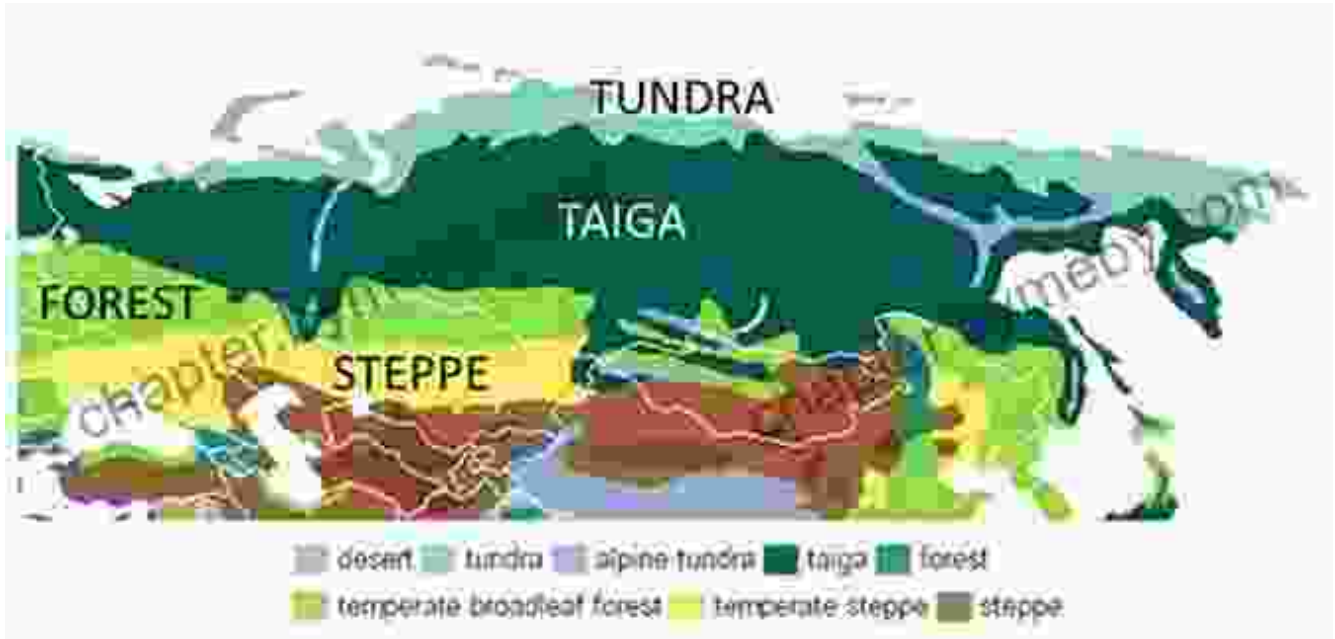 TUNDRA
TAIGA
FOREST
STEPPE
desert tundra alpine tundra taiga forest
temperate broadleaf forest temperate steppe steppe